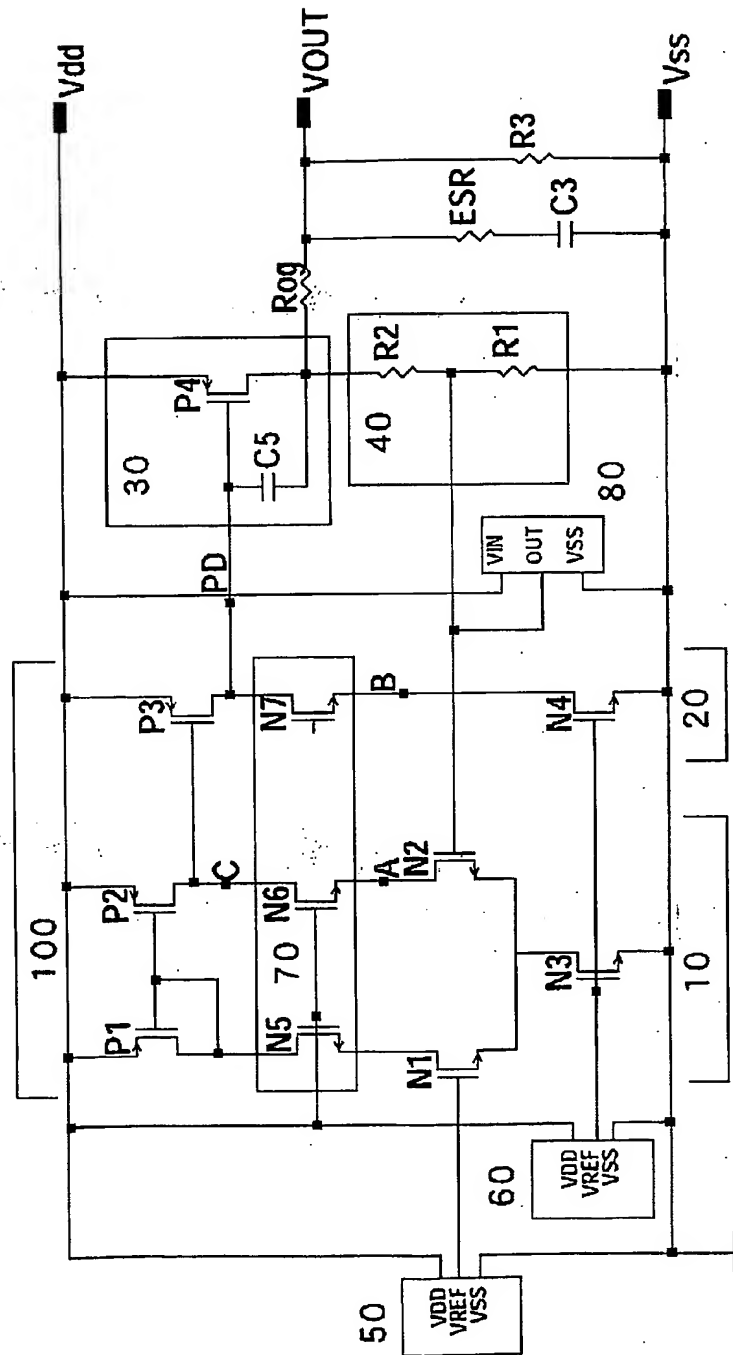 100
Vdd
P1
P2
P3
P4
30
C5
PD
C
Rog
VOUT
N5
70
N6
N7
40
R2
R1
ESR
C3
R3
A
B
N1
N2
80
VIN
OUT
VSS
50
VDD
VREF
VSS
60
VDD
VREF
VSS
N3
N4
Vss
10
20